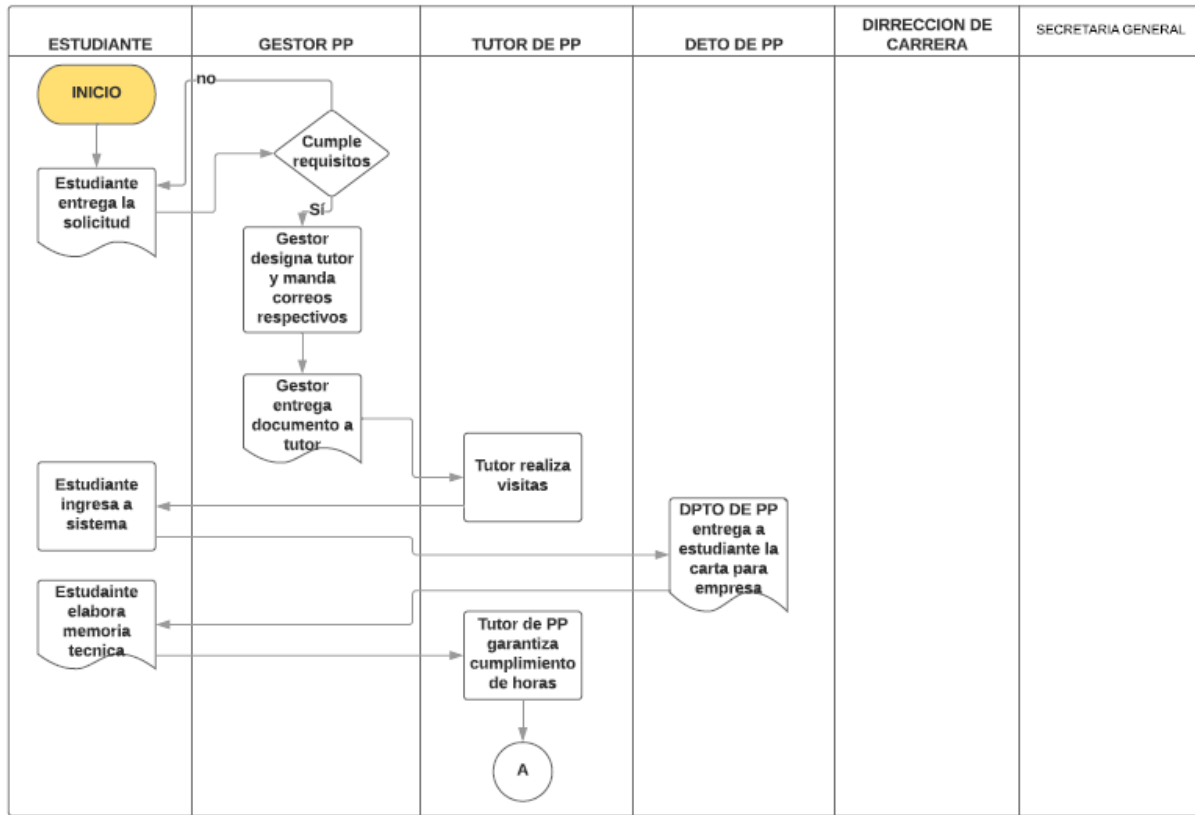 ESTUDIANTE
GESTOR PP
TUTOR DE PP
DETO DE PP
DIRRECCION DE
CARRERA
SECRETARIA GENERAL
INICIO
no
Cumple
requisitos
Estudiante
entrega la
solicitud
Sí
Gestor
designa tutor
y manda
correos
respectivos
Gestor
entrega
documento a
tutor
Tutor realiza
visitas
Estudiante
ingresa a
sistema
DPTO DE PP
entrega a
estudiante la
carta para
empresa
Estudainte
elabora
memoria
tecnica
Tutor de PP
garantiza
cumplimiento
de horas
A